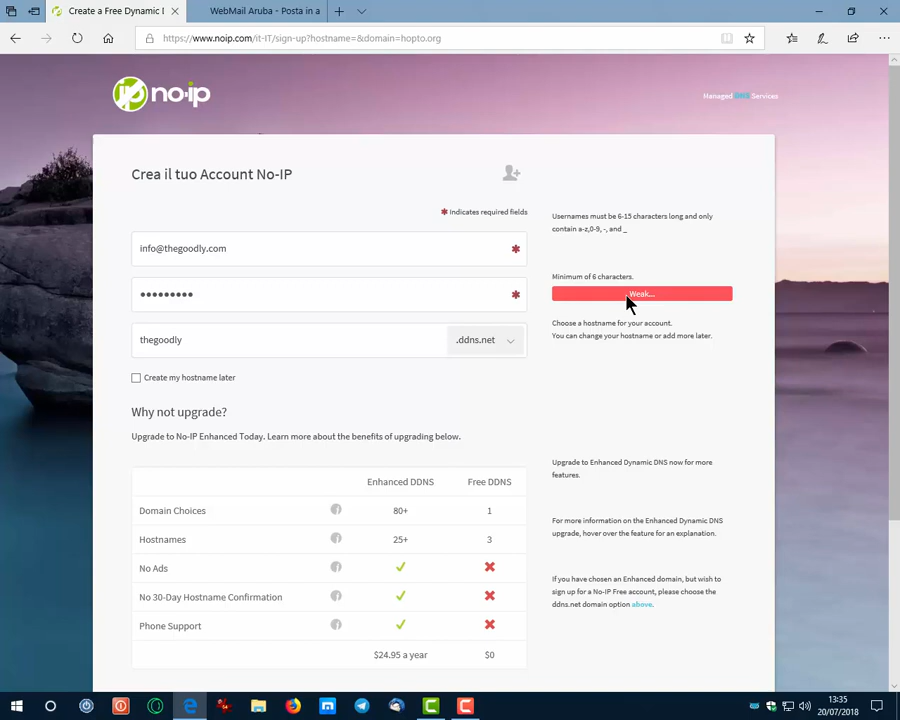 Create a Free Dynamic
WebMail Aruba - Posta in a
https://www.noip.com/it-IT/sign-up?hostname=&domain=hopto.org
no-ip
Managed DNS Services
Crea il tuo Account No-IP
* Indicates required fields
Usernames must be 6-15 characters long and only
contain a-z,0-9, -, and _
info@thegoodly.com *
Minimum of 6 characters.
••••••••• *
Weak...
Choose a hostname for your account.
You can change your hostname or add more later.
thegoodly
.ddns.net
Create my hostname later
Why not upgrade?
Upgrade to No-IP Enhanced Today. Learn more about the benefits of upgrading below.
Upgrade to Enhanced Dynamic DNS now for more
features.
Enhanced DDNS Free DDNS
Domain Choices 80+ 1
For more information on the Enhanced Dynamic DNS
upgrade, hover over the feature for an explanation.
Hostnames 25+ 3
No Ads
If you have chosen an Enhanced domain, but wish to
sign up for a No-IP Free account, please choose the
ddns.net domain option above.
No 30-Day Hostname Confirmation
Phone Support
$24.95 a year $0
13:35
20/07/2018